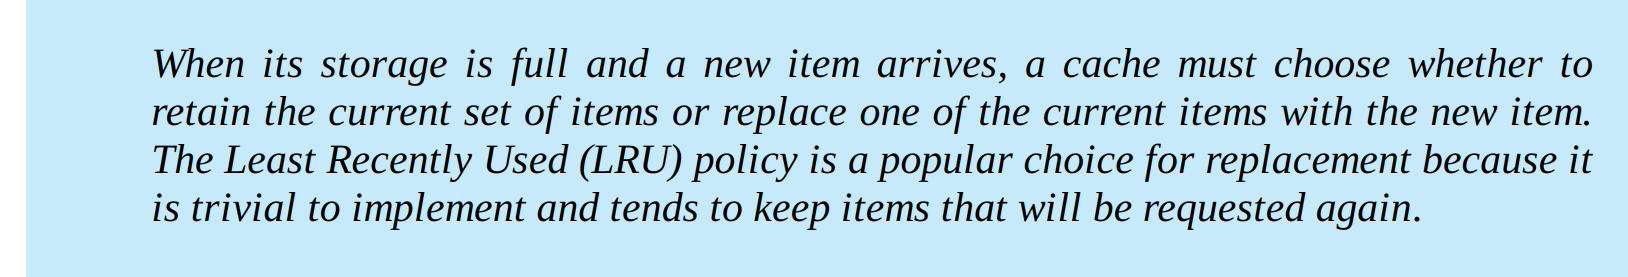 When its storage is full and a new item arrives, a cache must choose whether to
retain the current set of items or replace one of the current items with the new item.
The Least Recently Used (LRU) policy is a popular choice for replacement because it
is trivial to implement and tends to keep items that will be requested again.